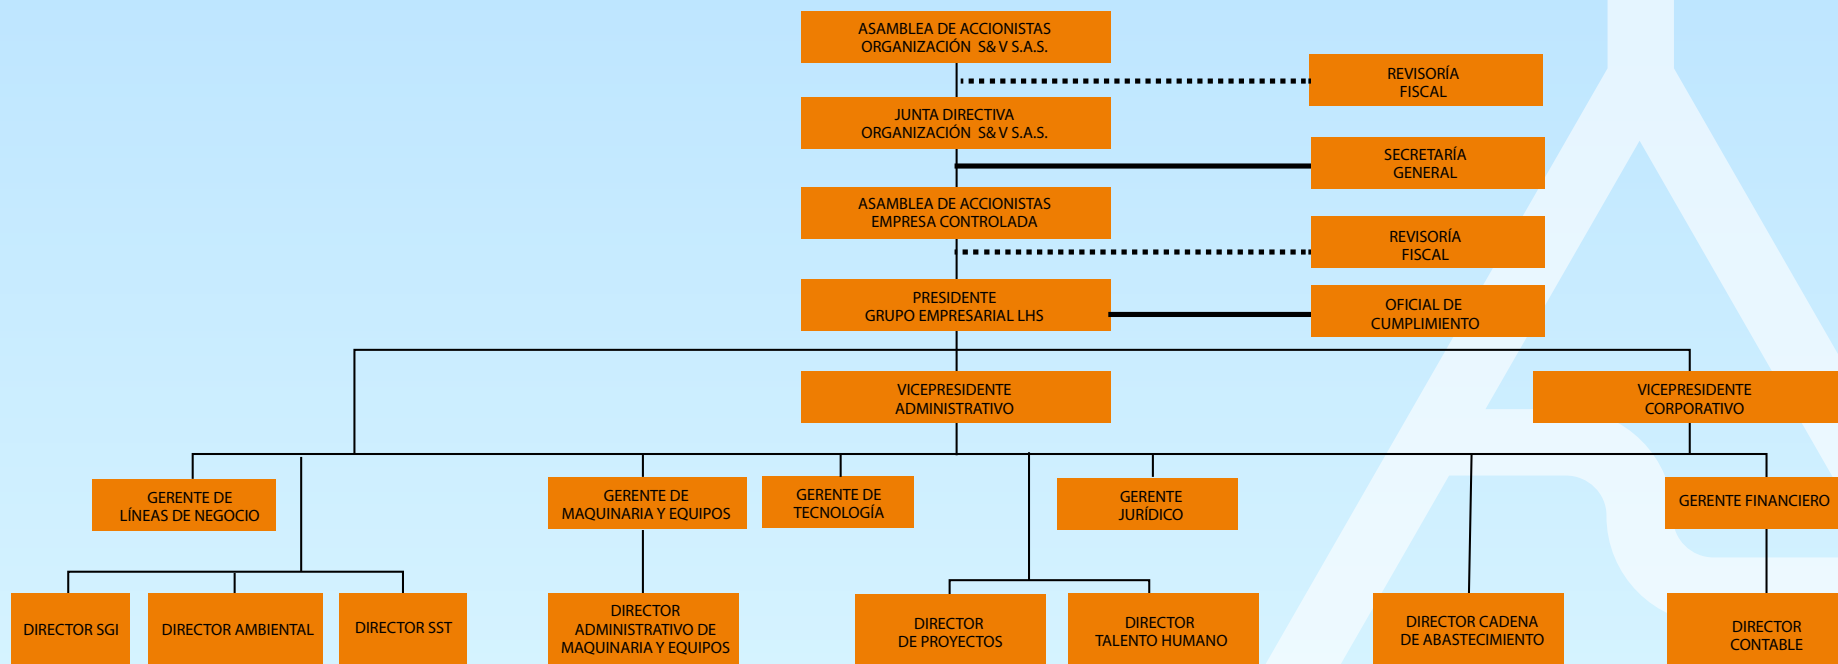 ASAMBLEA DE ACCIONISTAS
ORGANIZACIÓN S& V S.A.S.
REVISORÍA
FISCAL
JUNTA DIRECTIVA
ORGANIZACIÓN S& V S.A.S.
SECRETARÍA
GENERAL
ASAMBLEA DE ACCIONISTAS
EMPRESA CONTROLADA
REVISORÍA
FISCAL
PRESIDENTE
GRUPO EMPRESARIAL LHS
OFICIAL DE
CUMPLIMIENTO
VICEPRESIDENTE
ADMINISTRATIVO
VICEPRESIDENTE
CORPORATIVO
GERENTE DE
LÍNEAS DE NEGOCIO
GERENTE DE
MAQUINARIA Y EQUIPOS
GERENTE DE
TECNOLOGÍA
GERENTE
JURÍDICO
GERENTE FINANCIERO
DIRECTOR SGI
DIRECTOR AMBIENTAL
DIRECTOR SST
DIRECTOR
ADMINISTRATIVO DE
MAQUINARIA Y EQUIPOS
DIRECTOR
DE PROYECTOS
DIRECTOR
TALENTO HUMANO
DIRECTOR CADENA
DE ABASTECIMIENTO
DIRECTOR
CONTABLE